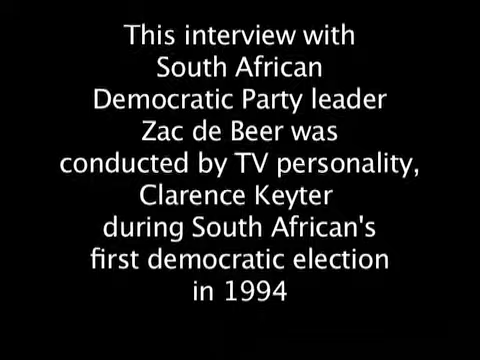 This interview with
South African
Democratic Party leader
Zac de Beer was
conducted by TV personality,
Clarence Keyter
during South African's
first democratic election
in 1994